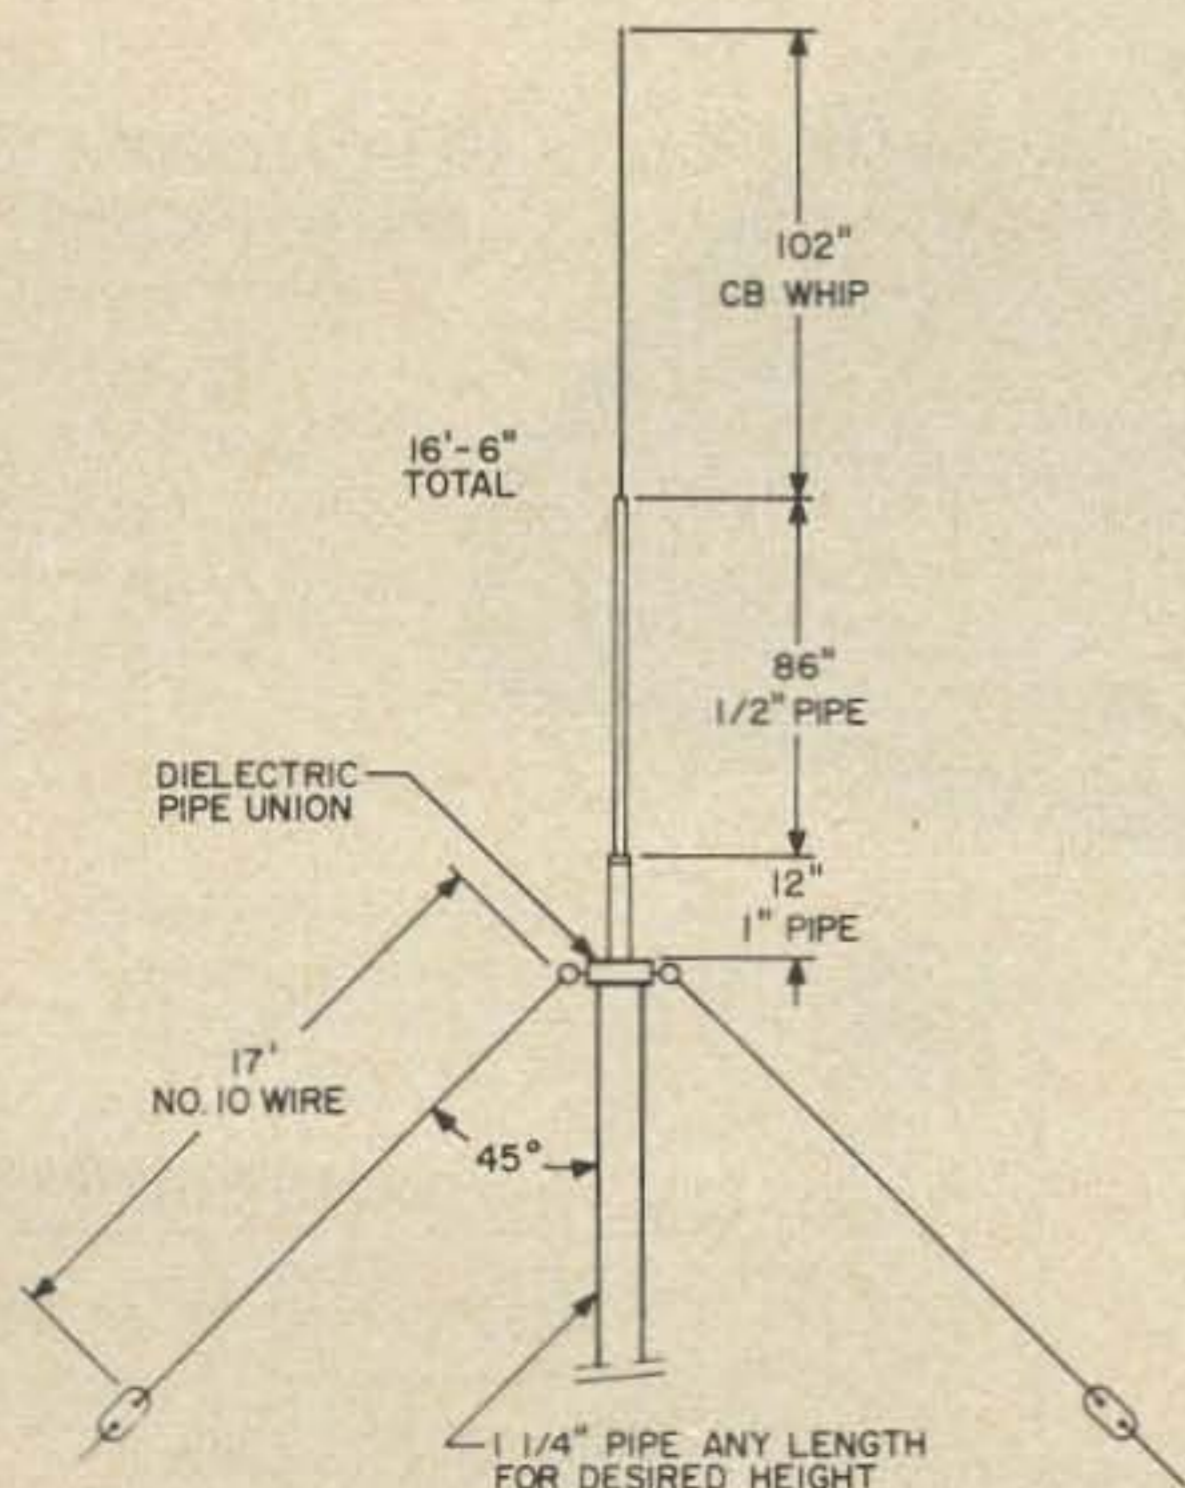 102"
CB WHIP
16'-6"
TOTAL
86"
1/2" PIPE
DIELECTRIC
PIPE UNION
12"
1" PIPE
17'
NO. 10 WIRE
45°
1 1/4" PIPE ANY LENGTH
FOR DESIRED HEIGHT